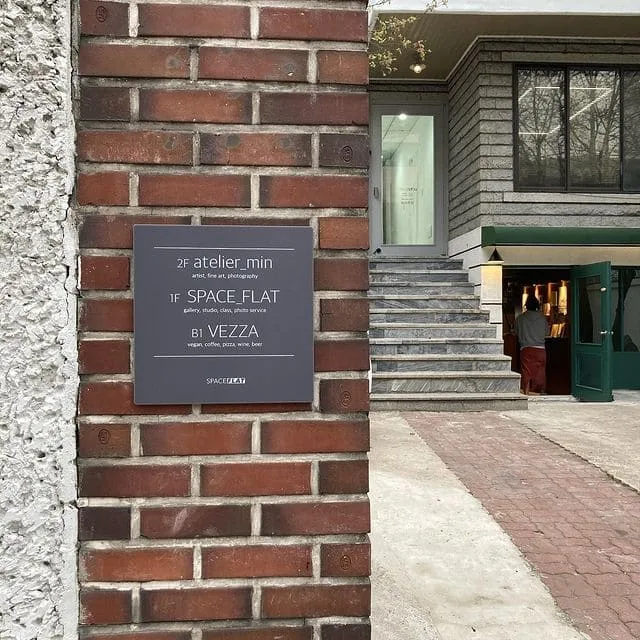 2F atelier_min
artist, fine art, photography
1F SPACE_FLAT
gallery, studio, class, photo service
B1 VEZZA
vegan, coffee, pizza, wine, beer
SPACEFLAT